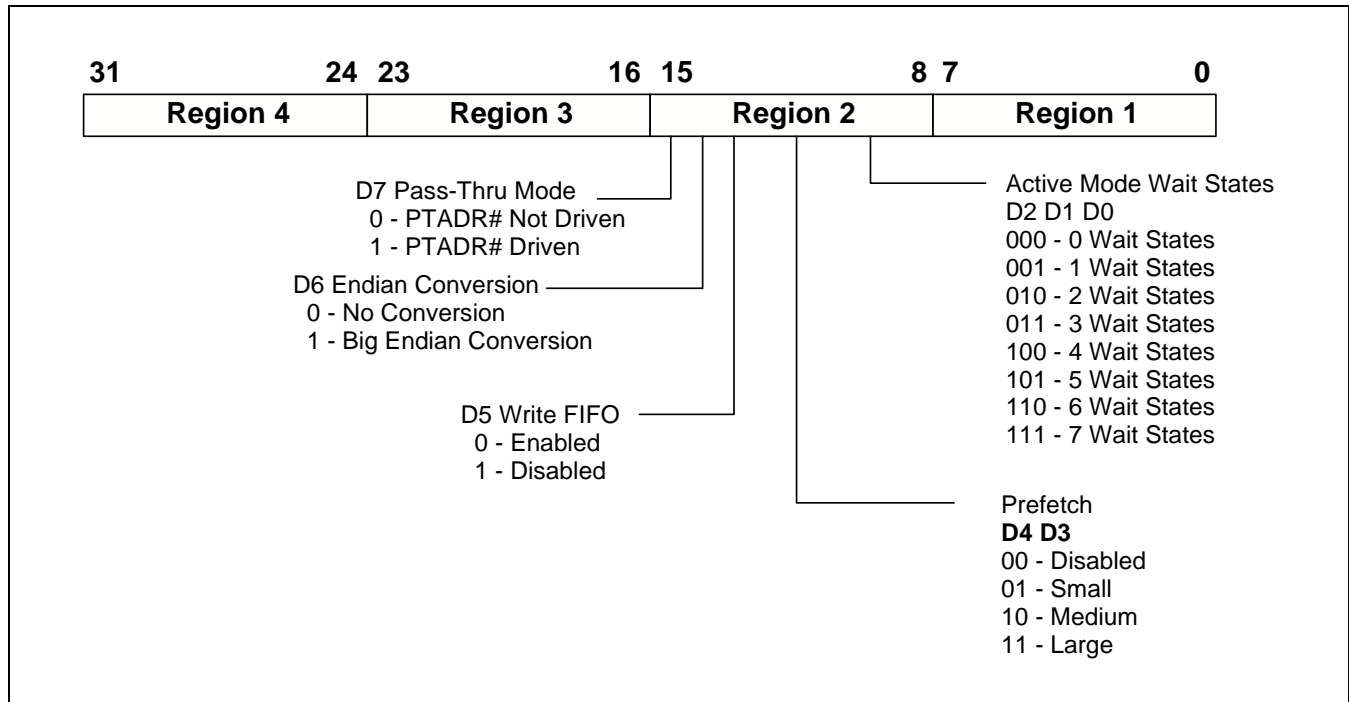 31 24 23 16 15 8 7 0
Region 4 Region 3 Region 2 Region 1
D7 Pass-Thru Mode
0 - PTADR# Not Driven
1 - PTADR# Driven
D6 Endian Conversion
0 - No Conversion
1 - Big Endian Conversion
D5 Write FIFO
0 - Enabled
1 - Disabled
Active Mode Wait States
D2 D1 D0
000 - 0 Wait States
001 - 1 Wait States
010 - 2 Wait States
011 - 3 Wait States
100 - 4 Wait States
101 - 5 Wait States
110 - 6 Wait States
111 - 7 Wait States
Prefetch
D4 D3
00 - Disabled
01 - Small
10 - Medium
11 - Large